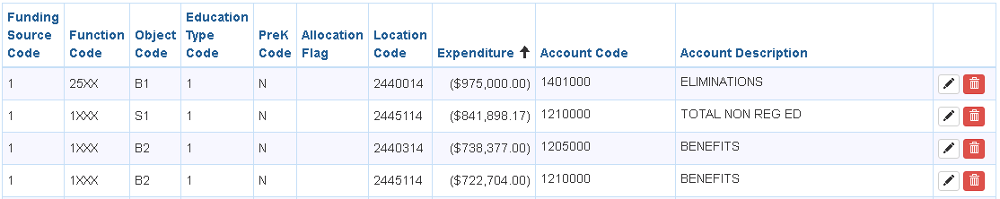 Funding Source Code Function Code Object Code Education Type Code PreK Code Allocation Flag Location Code Expenditure Account Code Account Description
1 25XX B1 1 N 2440014 ($975,000.00) 1401000 ELIMINATIONS
1 1XXX S1 1 N 2445114 ($841,898.17) 1210000 TOTAL NON REG ED
1 1XXX B2 1 N 2440314 ($738,377.00) 1205000 BENEFITS
1 1XXX B2 1 N 2445114 ($722,704.00) 1210000 BENEFITS